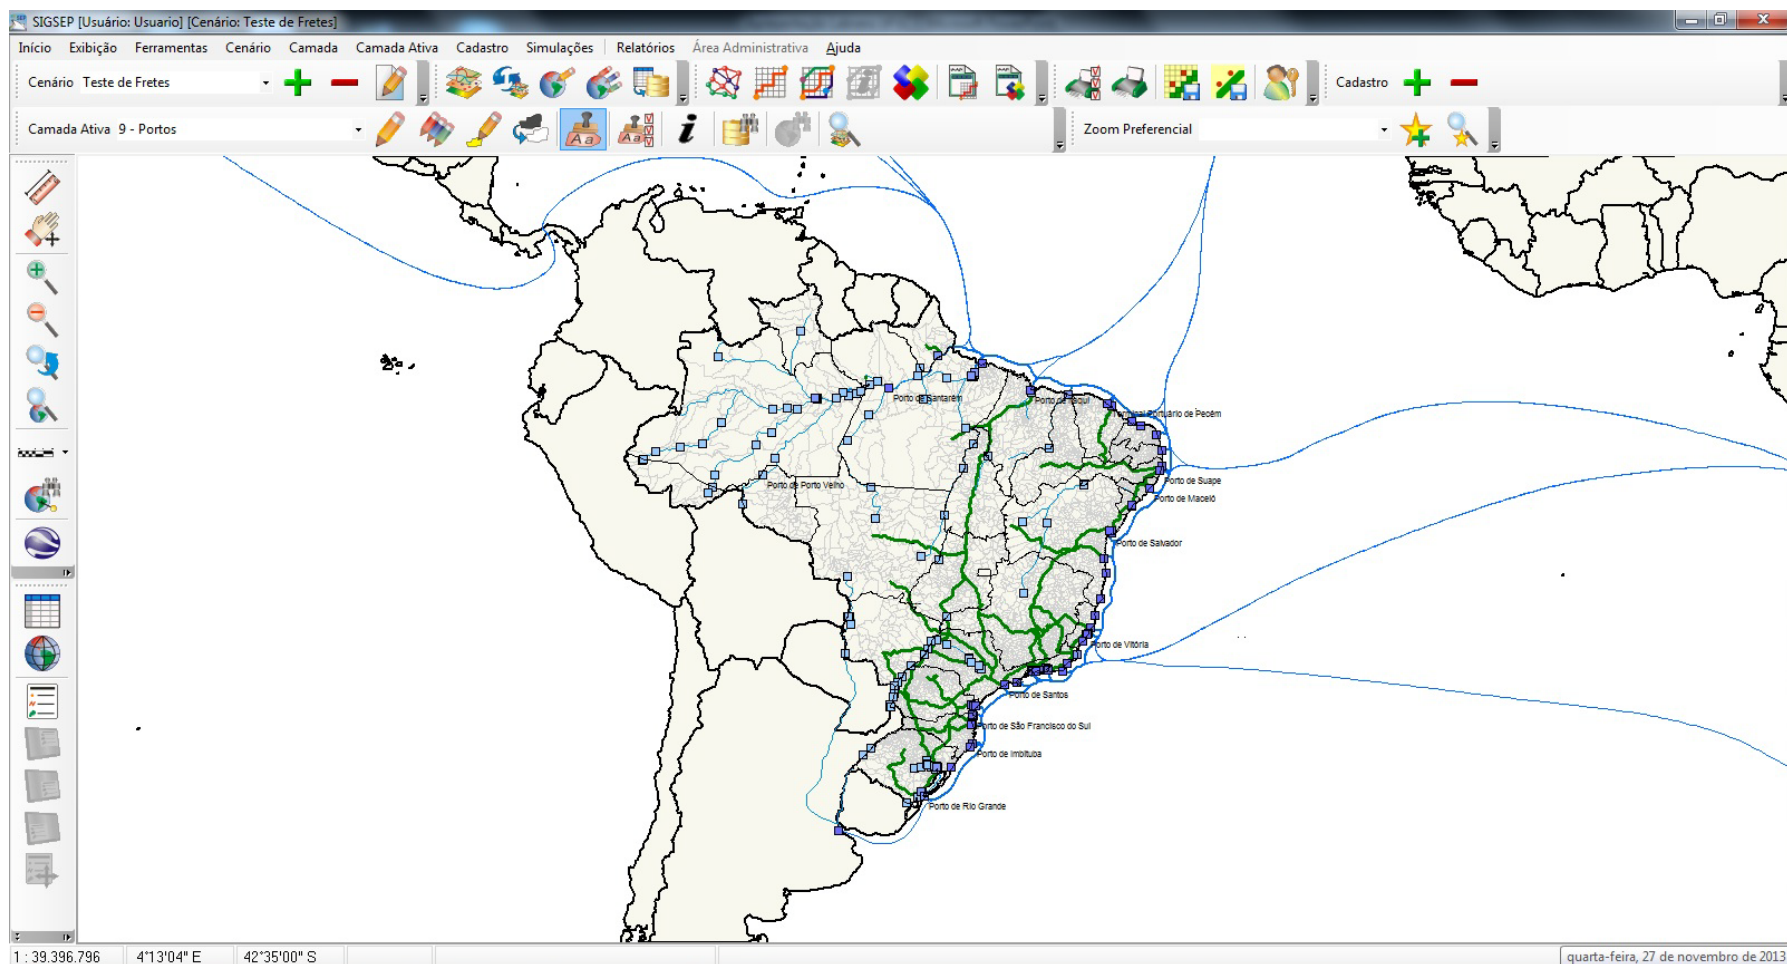 SIGSEP [Usuário: Usuario] [Cenário: Teste de Fretes]
Início Exibição Ferramentas Cenário Camada Camada Ativa Cadastro Simulações Relatórios Área Administrativa Ajuda
Cenário Teste de Fretes Cadastro
Camada Ativa 9 - Portos Zoom Preferencial
Porto de Santarém
Porto de Itaqui
Terminal Portuário de Pecém
Porto de Porto Velho
Porto de Suape
Porto de Maceió
Porto de Salvador
Porto de Vitória
Porto de Santos
Porto de São Francisco do Sul
Porto de Imbituba
Porto de Rio Grande
1 : 39.396.796 4°13'04" E 42°35'00" S quarta-feira, 27 de novembro de 2013